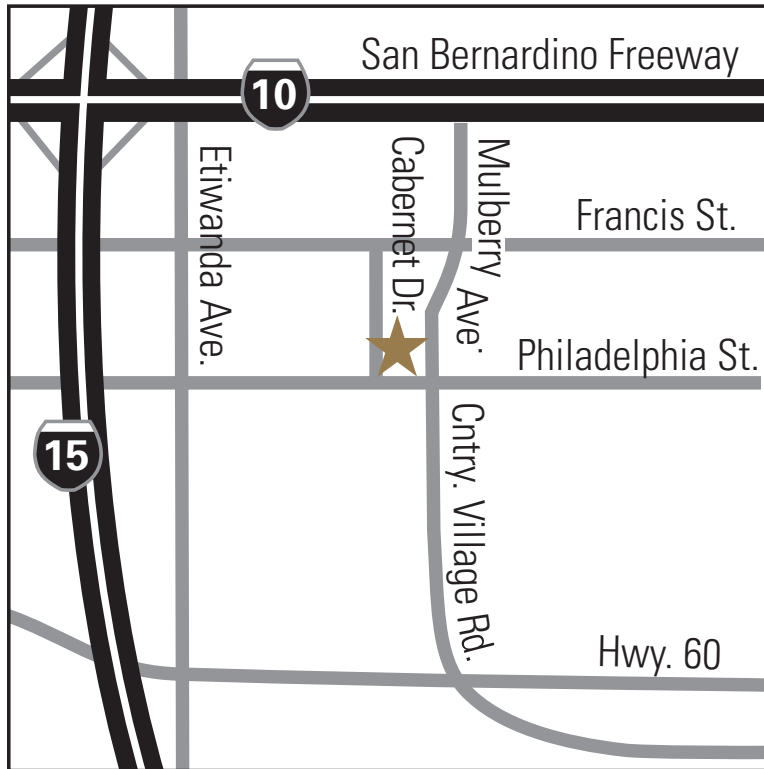 San Bernardino Freeway
10
Etiwanda Ave.
Cabernet Dr.
Mulberry Ave.
Francis St.
Philadelphia St.
15
Cntry. Village Rd.
Hwy. 60